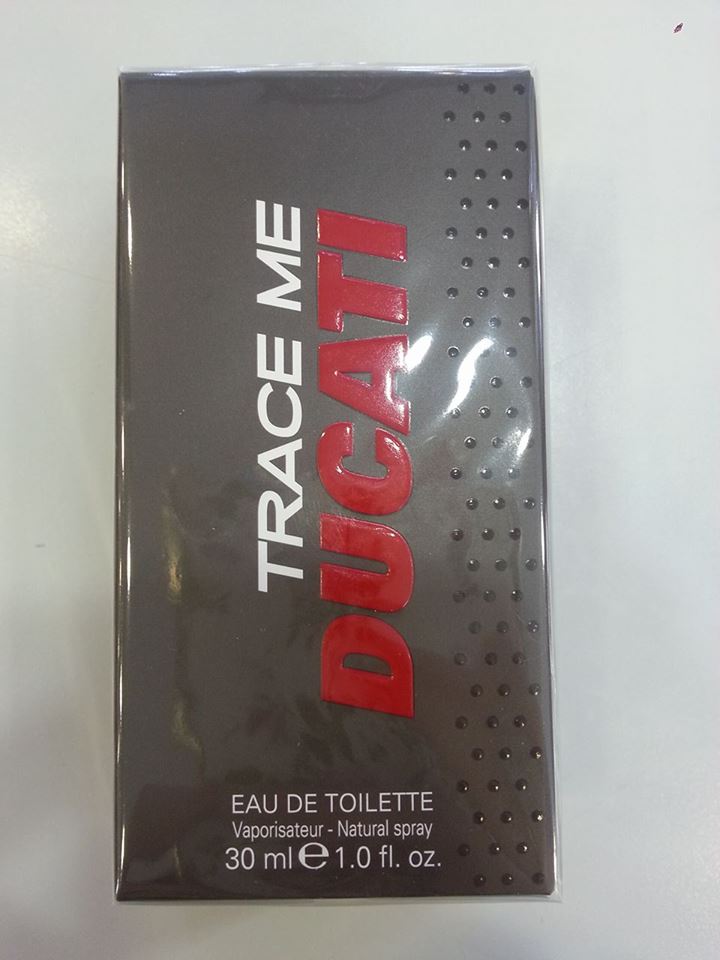 TRACE ME
DUCATI
EAU DE TOILETTE
Vaporisateur - Natural spray
30 ml ℮ 1.0 fl. oz.